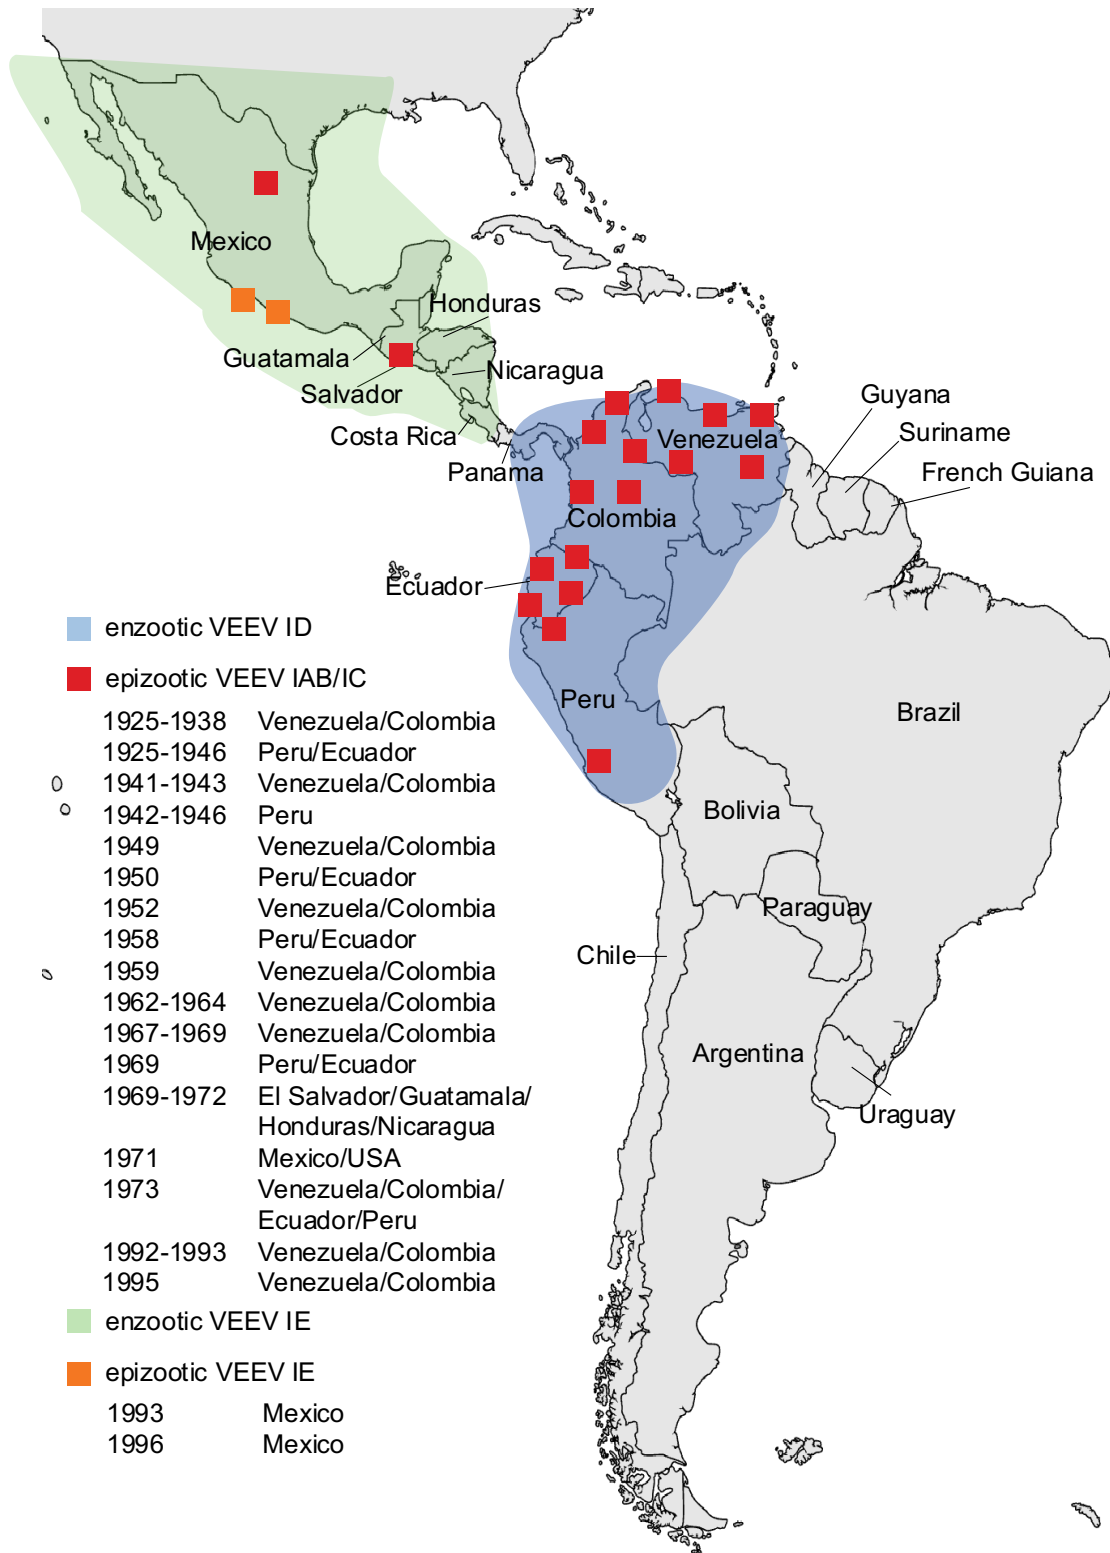 Mexico
Honduras
Guatamala
Nicaragua
Salvador
Costa Rica
Panama
Guyana
Suriname
French Guiana
Venezuela
Colombia
Ecuador
Peru
Brazil
Bolivia
Paraguay
Chile
Argentina
Uraguay
enzootic VEEV ID
epizootic VEEV IAB/IC
1925-1938 Venezuela/Colombia
1925-1946 Peru/Ecuador
1941-1943 Venezuela/Colombia
1942-1946 Peru
1949 Venezuela/Colombia
1950 Peru/Ecuador
1952 Venezuela/Colombia
1958 Peru/Ecuador
1959 Venezuela/Colombia
1962-1964 Venezuela/Colombia
1967-1969 Venezuela/Colombia
1969 Peru/Ecuador
1969-1972 El Salvador/Guatamala/
Honduras/Nicaragua
1971 Mexico/USA
1973 Venezuela/Colombia/
Ecuador/Peru
1992-1993 Venezuela/Colombia
1995 Venezuela/Colombia
enzootic VEEV IE
epizootic VEEV IE
1993 Mexico
1996 Mexico